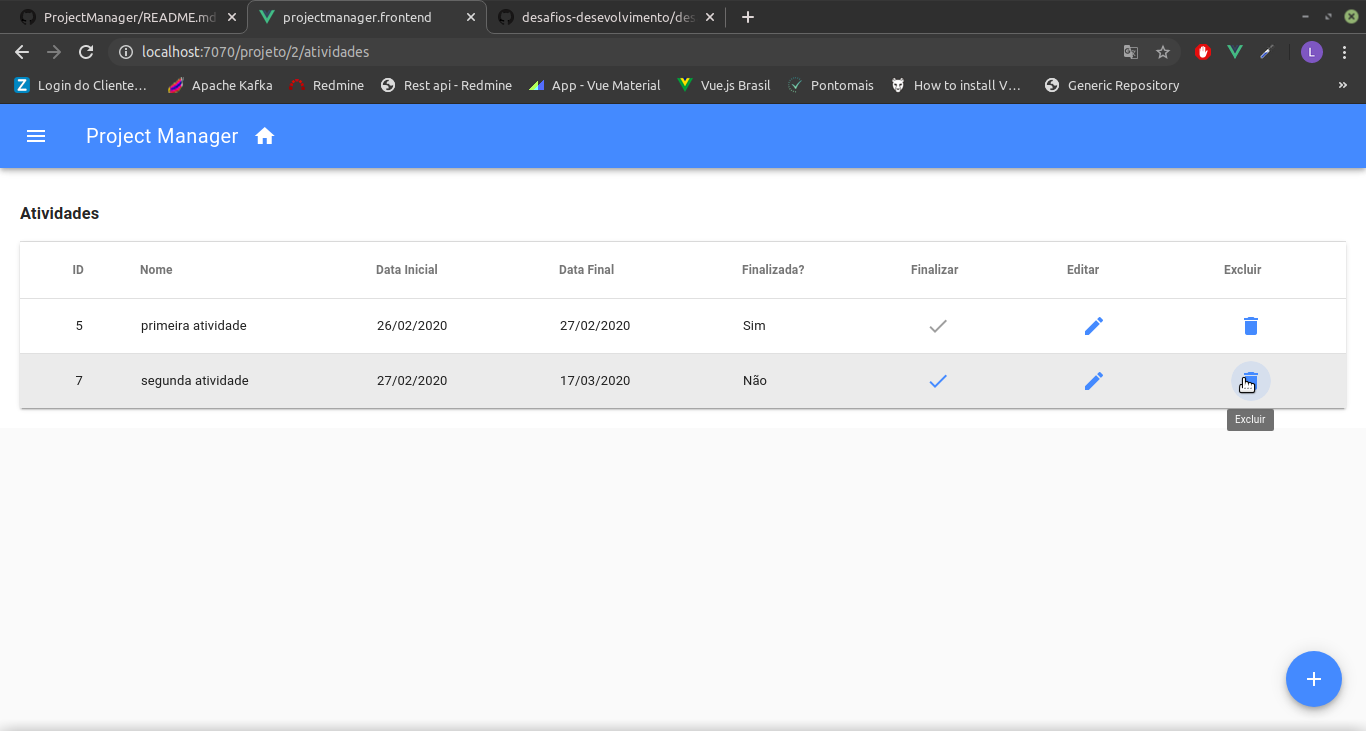 ProjectManager/README.md
projectmanager.frontend
desafios-desevolvimento/des
localhost:7070/projeto/2/atividades
L
Login do Cliente…
Apache Kafka
Redmine
Rest api - Redmine
App - Vue Material
Vue.js Brasil
Pontomais
How to install V…
Generic Repository
»
Project Manager
Atividades
ID Nome Data Inicial Data Final Finalizada? Finalizar Editar Excluir
5 primeira atividade 26/02/2020 27/02/2020 Sim
7 segunda atividade 27/02/2020 17/03/2020 Não
Excluir